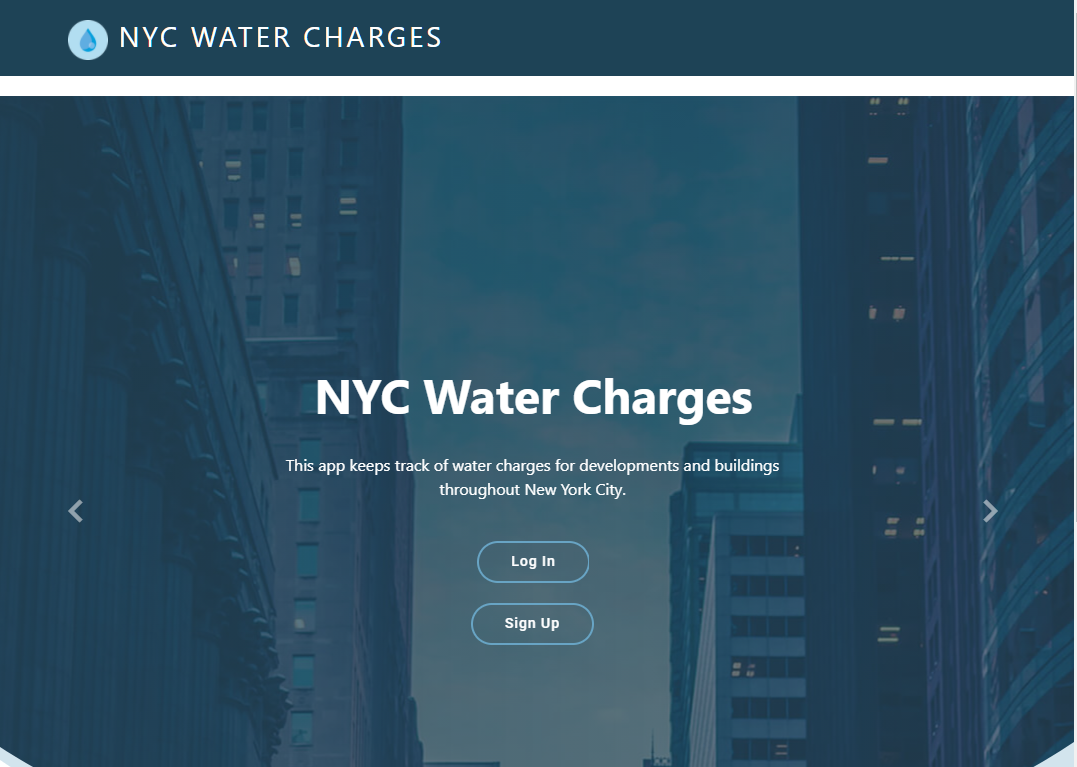 NYC WATER CHARGES
NYC Water Charges
This app keeps track of water charges for developments and buildings
throughout New York City.
Log In
Sign Up